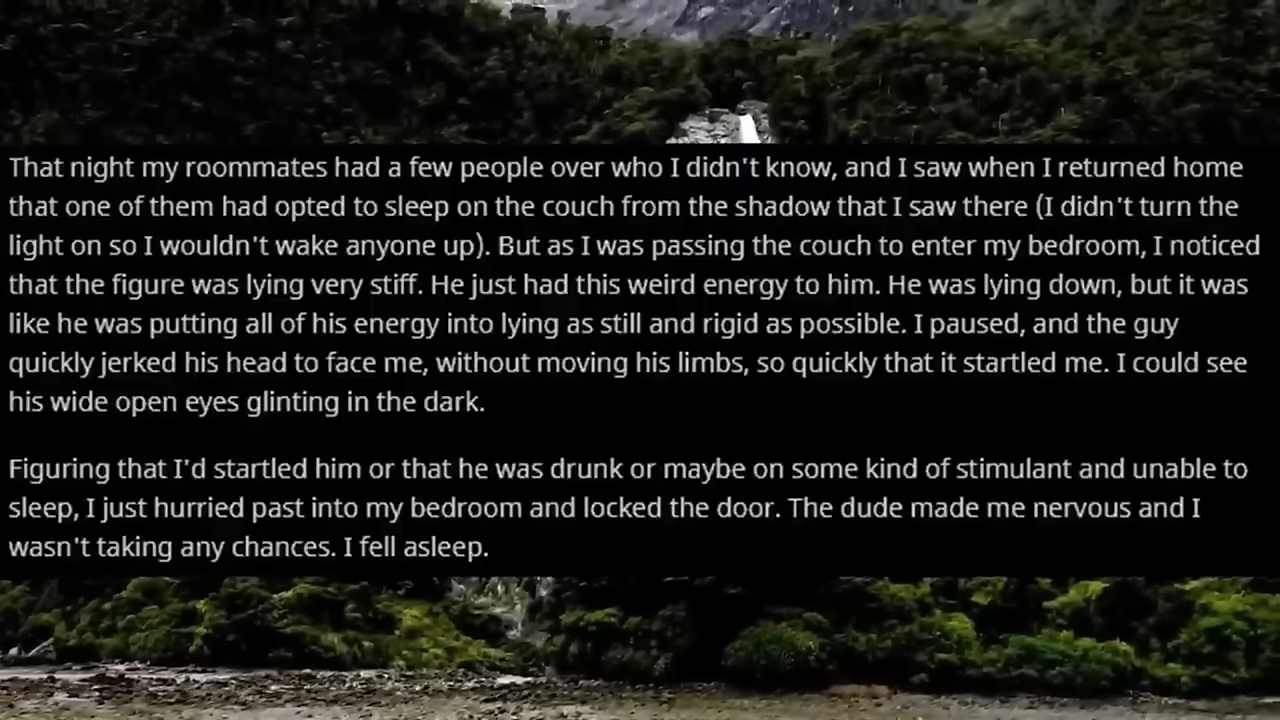 That night my roommates had a few people over who I didn't know, and I saw when I returned home
that one of them had opted to sleep on the couch from the shadow that I saw there (I didn't turn the
light on so I wouldn't wake anyone up). But as I was passing the couch to enter my bedroom, I noticed
that the figure was lying very stiff. He just had this weird energy to him. He was lying down, but it was
like he was putting all of his energy into lying as still and rigid as possible. I paused, and the guy
quickly jerked his head to face me, without moving his limbs, so quickly that it startled me. I could see
his wide open eyes glinting in the dark.
Figuring that I'd startled him or that he was drunk or maybe on some kind of stimulant and unable to
sleep, I just hurried past into my bedroom and locked the door. The dude made me nervous and I
wasn't taking any chances. I fell asleep.